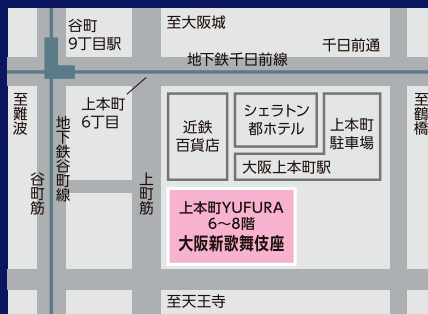 谷町
9丁目駅
至大阪城
千日前通
地下鉄千日前線
至難波
上本町
6丁目
地下鉄谷町線
谷町筋
上町筋
近鉄
百貨店
シェラトン
都ホテル
上本町
駐車場
大阪上本町駅
至鶴橋
上本町YUFURA
6〜8階
大阪新歌舞伎座
至天王寺